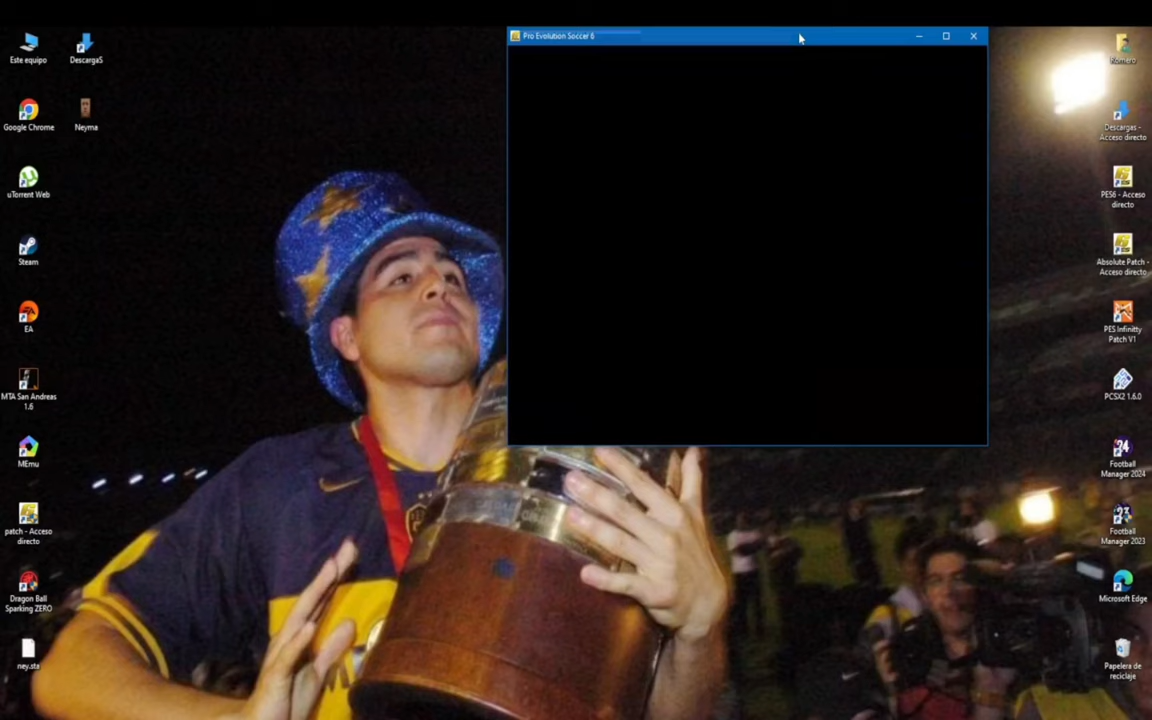 Pro Evolution Soccer 6
Este equipo
DescargaS
Google Chrome
Neyma
uTorrent Web
Steam
EA
MTA San Andreas
1.6
MEmu
patch - Acceso
directo
Dragon Ball
Sparking ZERO
ney.sta
Romero
Descargas -
Acceso directo
PES6 - Acceso
directo
Absolute Patch -
Acceso directo
PES Infinitty
Patch V1
PCSX2 1.6.0
24
Football
Manager 2024
23
Football
Manager 2023
Microsoft Edge
Papelera de
reciclaje